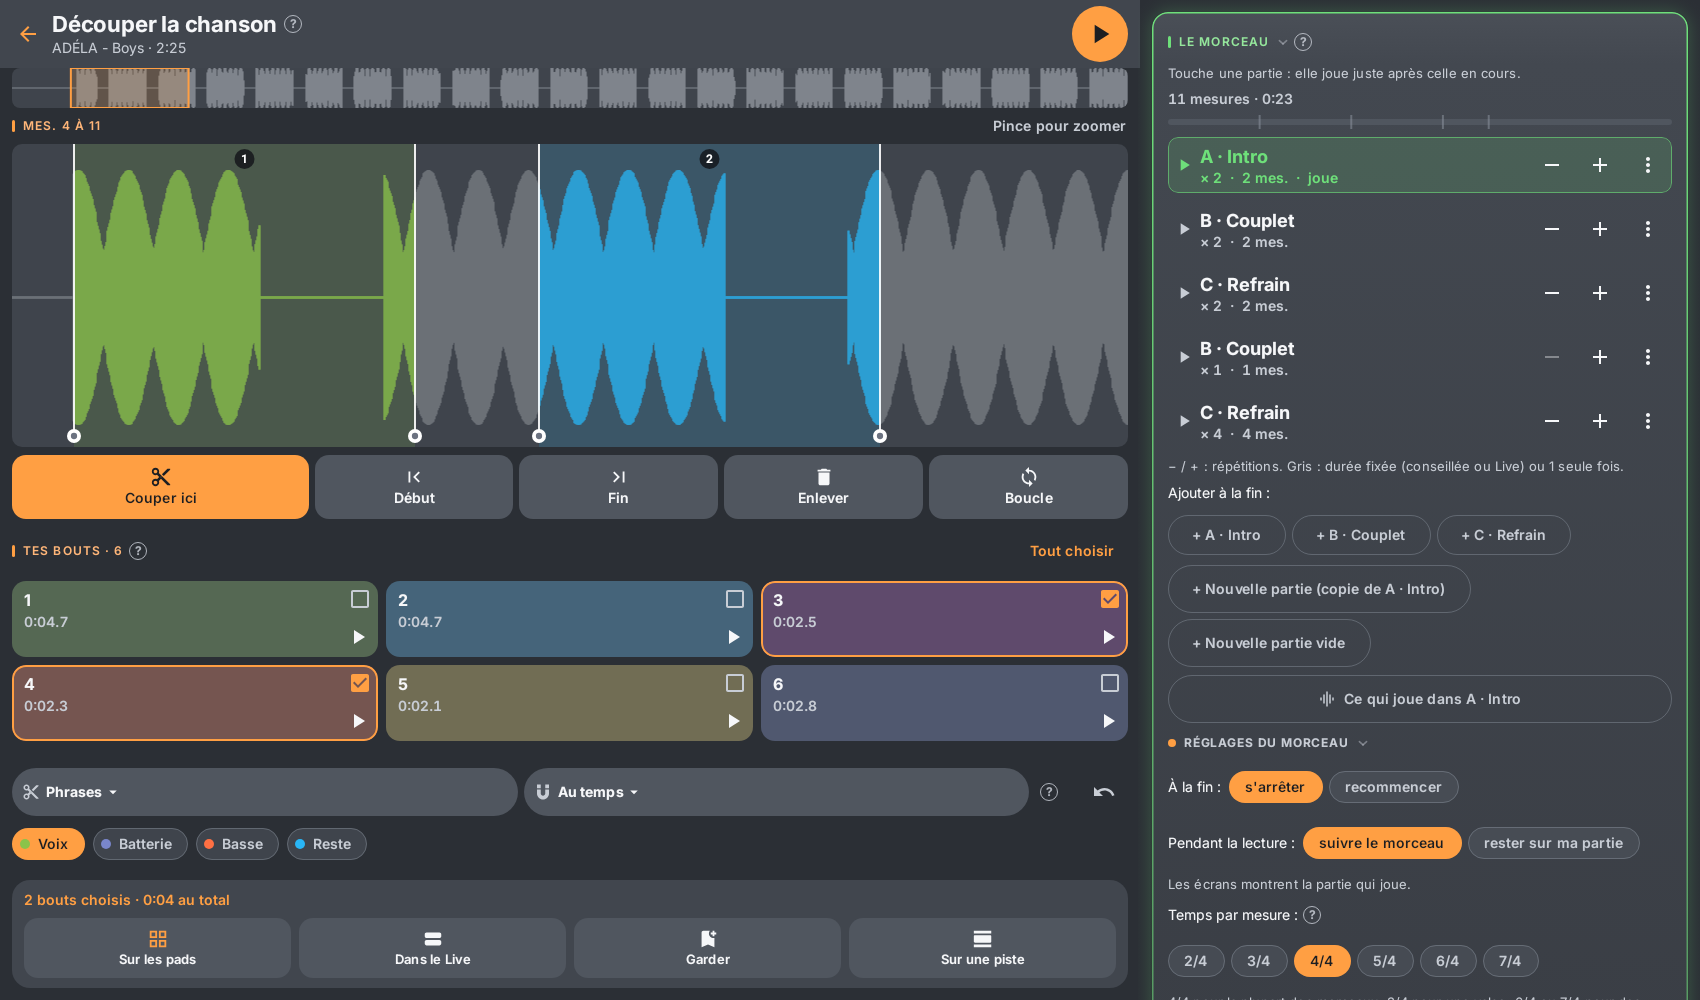 Découper la chanson ?
ADÉLA - Boys · 2:25
MES. 4 À 11
Pince pour zoomer
1
2
Couper ici
Début
Fin
Enlever
Boucle
TES BOUTS · 6 ?
Tout choisir
1
0:04.7
2
0:04.7
3
0:02.5
4
0:02.3
5
0:02.1
6
0:02.8
Phrases
Au temps
?
Voix
Batterie
Basse
Reste
2 bouts choisis · 0:04 au total
Sur les pads
Dans le Live
Garder
Sur une piste
LE MORCEAU ?
Touche une partie : elle joue juste après celle en cours.
11 mesures · 0:23
A · Intro
× 2 · 2 mes. · joue
B · Couplet
× 2 · 2 mes.
C · Refrain
× 2 · 2 mes.
B · Couplet
× 1 · 1 mes.
C · Refrain
× 4 · 4 mes.
− / + : répétitions. Gris : durée fixée (conseillée ou Live) ou 1 seule fois.
Ajouter à la fin :
+ A · Intro
+ B · Couplet
+ C · Refrain
+ Nouvelle partie (copie de A · Intro)
+ Nouvelle partie vide
Ce qui joue dans A · Intro
RÉGLAGES DU MORCEAU
À la fin : s'arrêter recommencer
Pendant la lecture : suivre le morceau rester sur ma partie
Les écrans montrent la partie qui joue.
Temps par mesure : ?
2/4 3/4 4/4 5/4 6/4 7/4